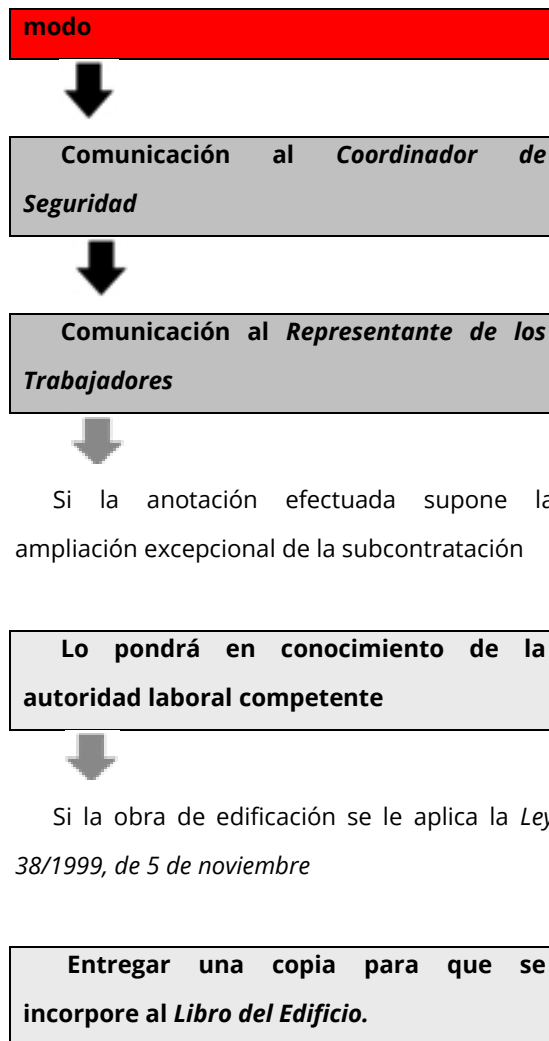 modo
Comunicación al Coordinador de
Seguridad
Comunicación al Representante de los
Trabajadores
Si la anotación efectuada supone la
ampliación excepcional de la subcontratación
Lo pondrá en conocimiento de la
autoridad laboral competente
Si la obra de edificación se le aplica la Ley
38/1999, de 5 de noviembre
Entregar una copia para que se
incorpore al Libro del Edificio.